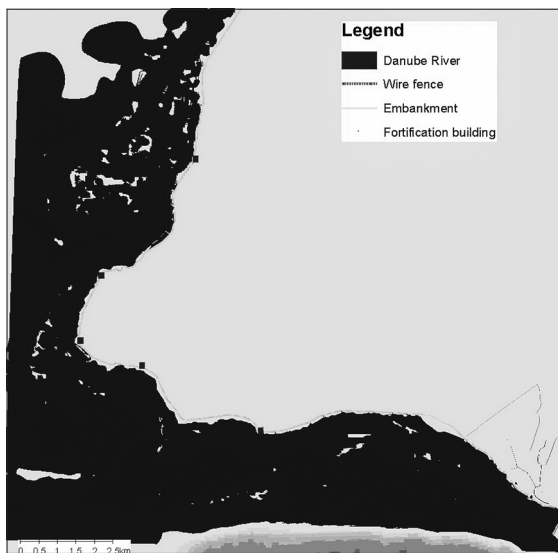 Legend
Danube River
Wire fence
Embankment
Fortification building
0 0.5 1 1.5 2 2.5km